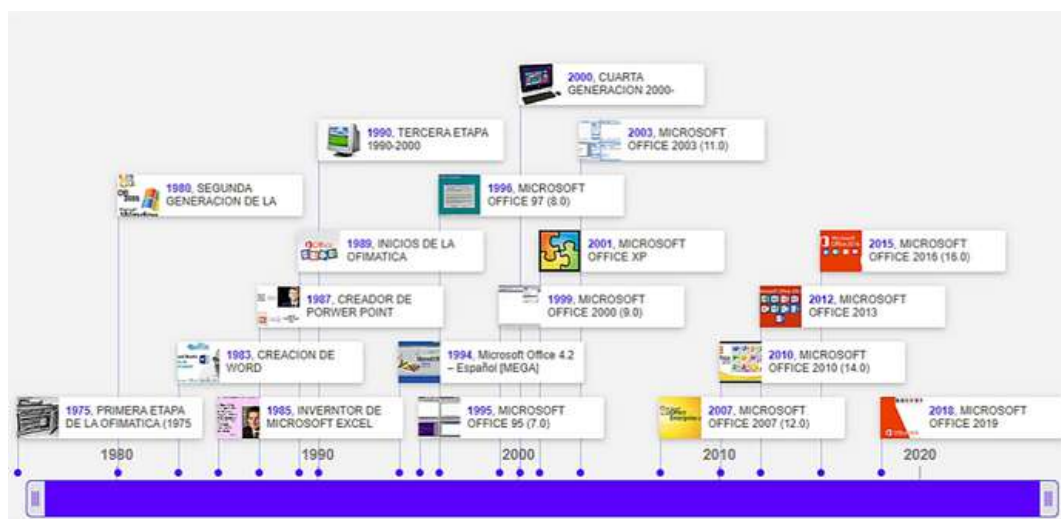 2000, CUARTA
GENERACION 2000-
1990, TERCERA ETAPA
1990-2000
2003, MICROSOFT
OFFICE 2003 (11.0)
1980, SEGUNDA
GENERACION DE LA
1996, MICROSOFT
OFFICE 97 (8.0)
1989, INICIOS DE LA
OFIMATICA
2001, MICROSOFT
OFFICE XP
2015, MICROSOFT
OFFICE 2016 (16.0)
1987, CREADOR DE
PORWER POINT
1999, MICROSOFT
OFFICE 2000 (9.0)
2012, MICROSOFT
OFFICE 2013
1983, CREACION DE
WORD
1994, Microsoft Office 4.2
– Español [MEGA]
2010, MICROSOFT
OFFICE 2010 (14.0)
1975, PRIMERA ETAPA
DE LA OFIMATICA (1975
1985, INVERNTOR DE
MICROSOFT EXCEL
1995, MICROSOFT
OFFICE 95 (7.0)
2007, MICROSOFT
OFFICE 2007 (12.0)
2018, MICROSOFT
OFFICE 2019
1980 1990 2000 2010 2020